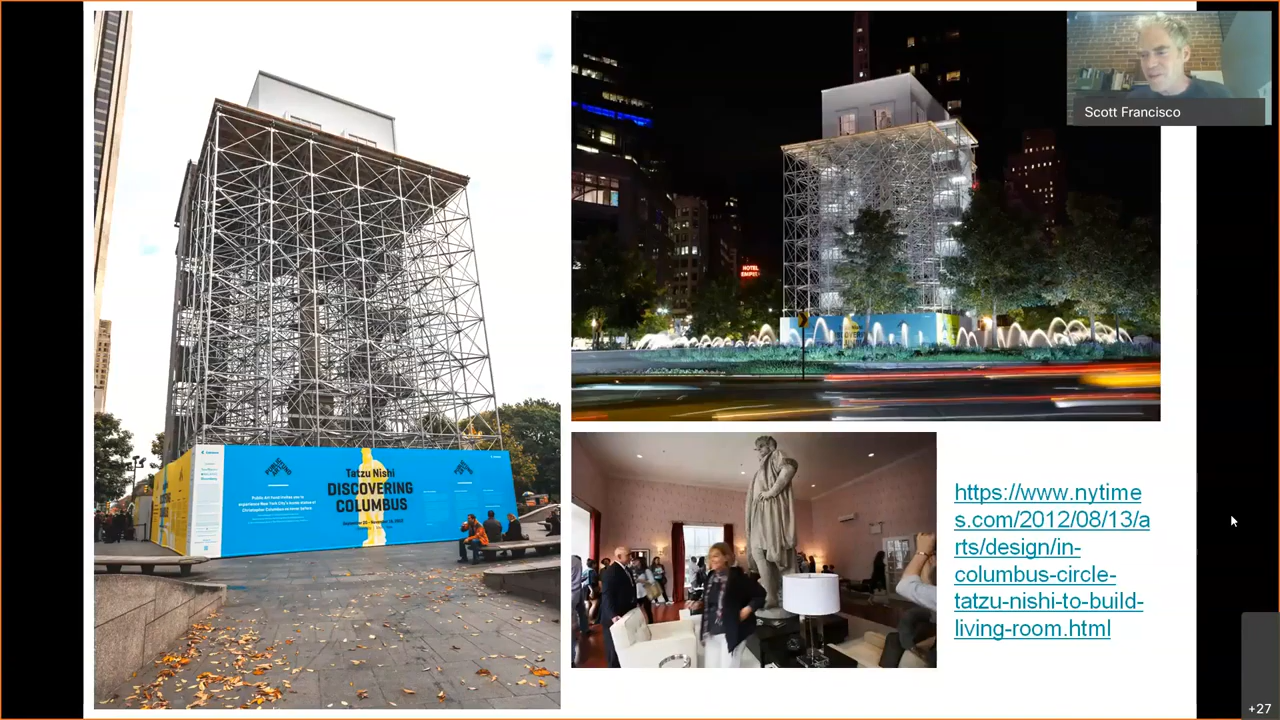 Tatzu Nishi
DISCOVERING
COLUMBUS
HOTEL
Scott Francisco
https://www.nytime
s.com/2012/08/13/a
rts/design/in-
columbus-circle-
tatzu-nishi-to-build-
living-room.html
+27